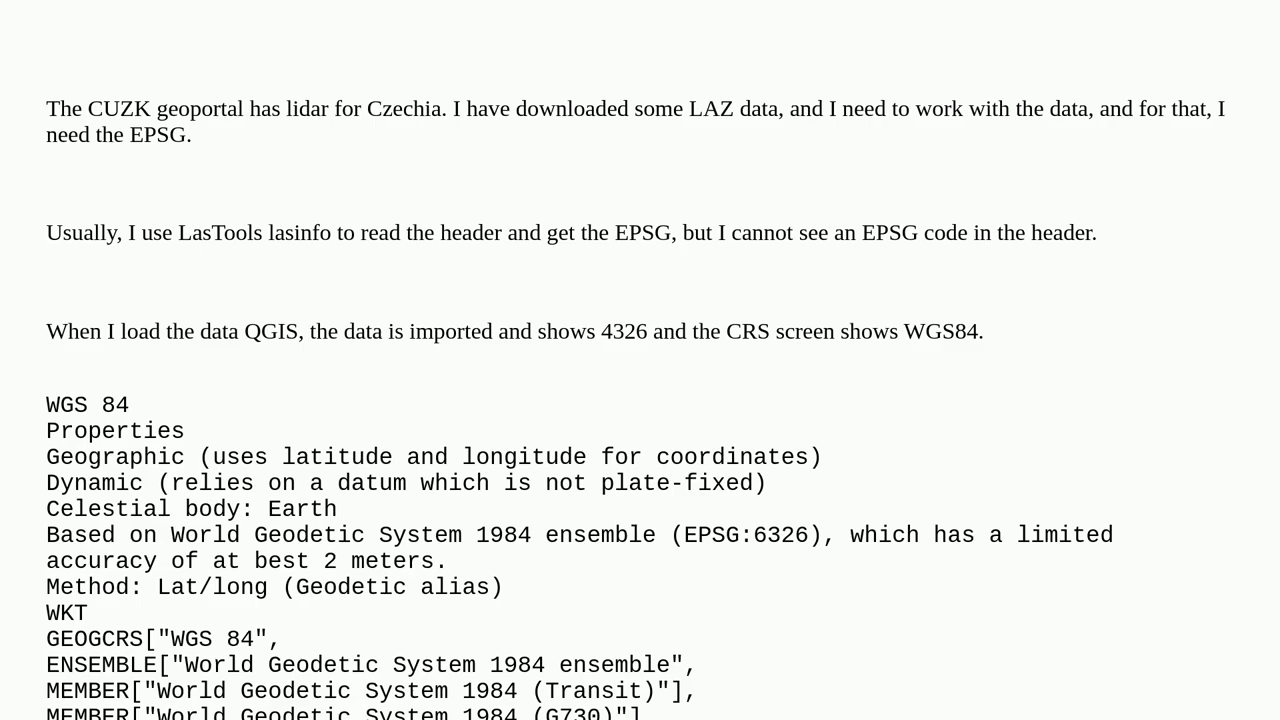 The CUZK geoportal has lidar for Czechia. I have downloaded some LAZ data, and I need to work with the data, and for that, I
need the EPSG.
Usually, I use LasTools lasinfo to read the header and get the EPSG, but I cannot see an EPSG code in the header.
When I load the data QGIS, the data is imported and shows 4326 and the CRS screen shows WGS84.
WGS 84
Properties
Geographic (uses latitude and longitude for coordinates)
Dynamic (relies on a datum which is not plate-fixed)
Celestial body: Earth
Based on World Geodetic System 1984 ensemble (EPSG:6326), which has a limited
accuracy of at best 2 meters.
Method: Lat/long (Geodetic alias)
WKT
GEOGCRS["WGS 84",
ENSEMBLE["World Geodetic System 1984 ensemble",
MEMBER["World Geodetic System 1984 (Transit)"],
MEMBER["World Geodetic System 1984 (G730)"]